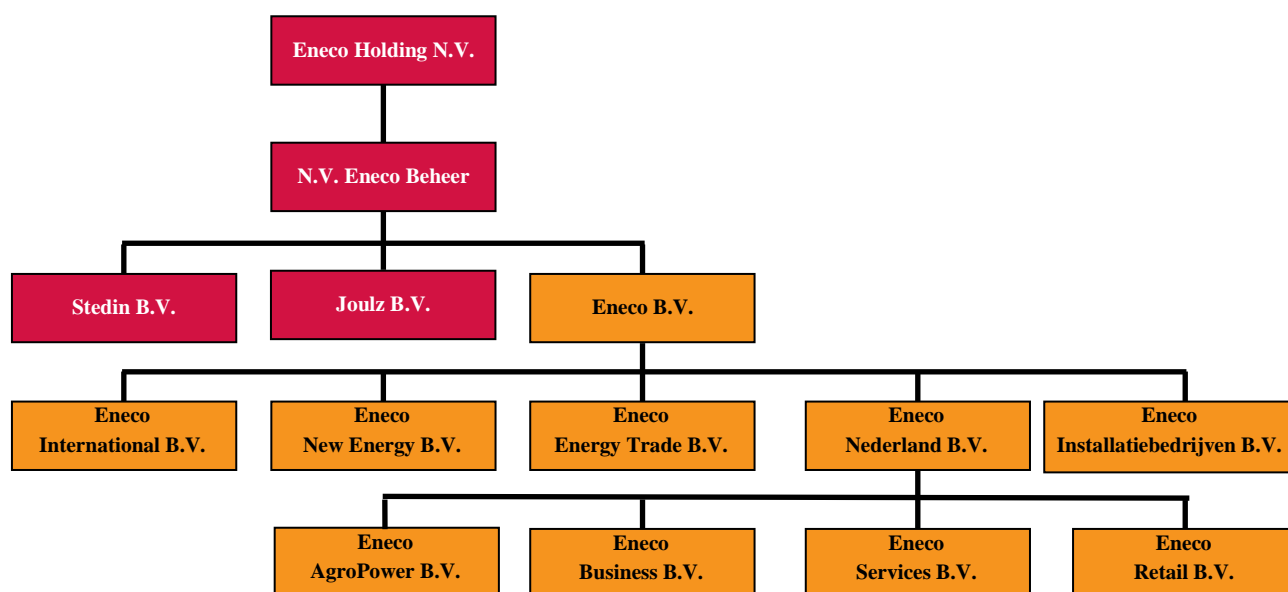 Eneco Holding N.V.
N.V. Eneco Beheer
Stedin B.V.
Joulz B.V.
Eneco B.V.
Eneco
International B.V.
Eneco
New Energy B.V.
Eneco
Energy Trade B.V.
Eneco
Nederland B.V.
Eneco
Installatiebedrijven B.V.
Eneco
AgroPower B.V.
Eneco
Business B.V.
Eneco
Services B.V.
Eneco
Retail B.V.